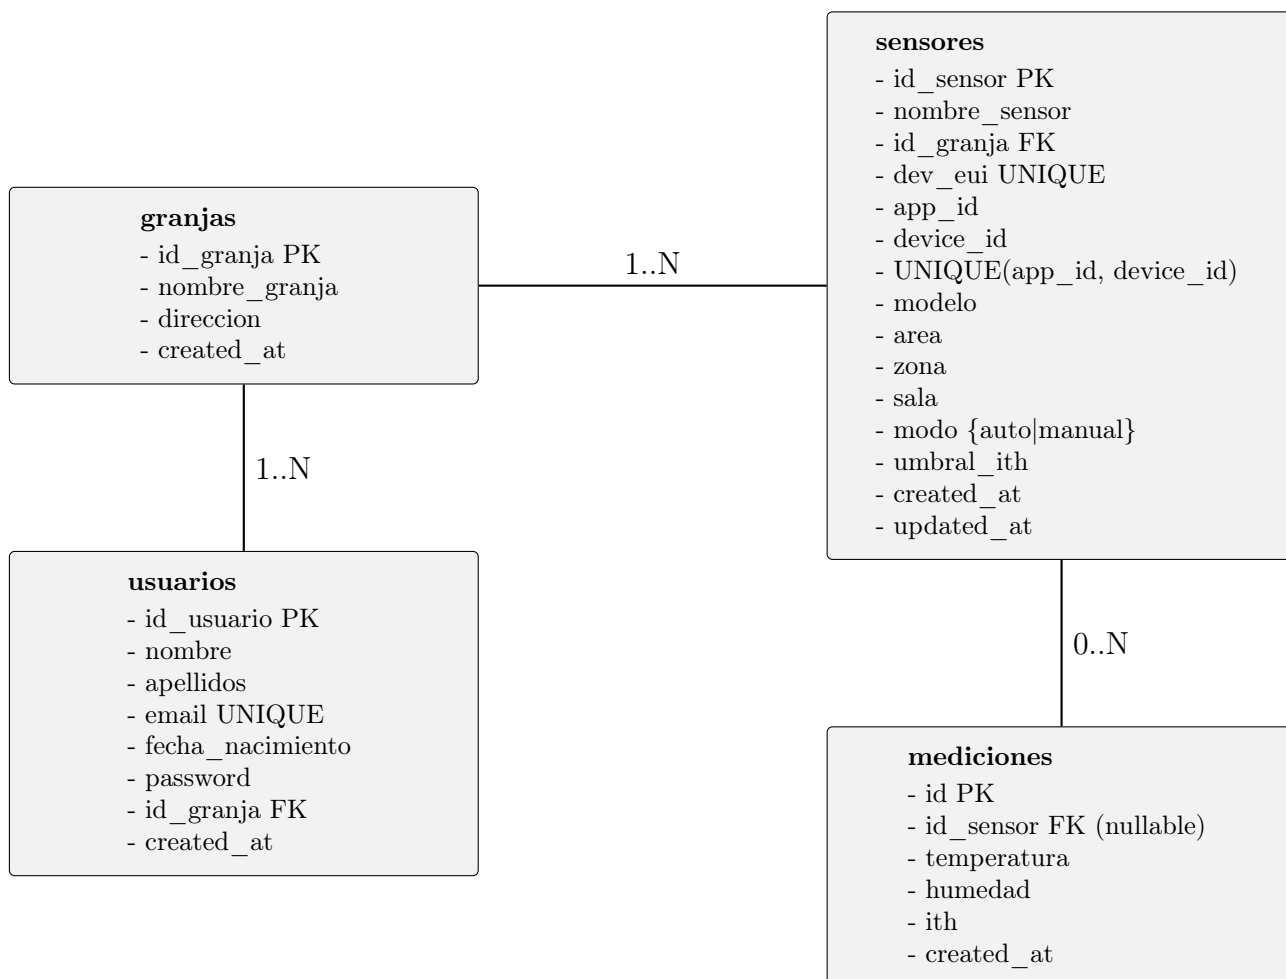 granjas
- id_granja PK
- nombre_granja
- direccion
- created_at
1..N
sensores
- id_sensor PK
- nombre_sensor
- id_granja FK
- dev_eui UNIQUE
- app_id
- device_id
- UNIQUE(app_id, device_id)
- modelo
- area
- zona
- sala
- modo {auto|manual}
- umbral_ith
- created_at
- updated_at
1..N
usuarios
- id_usuario PK
- nombre
- apellidos
- email UNIQUE
- fecha_nacimiento
- password
- id_granja FK
- created_at
0..N
mediciones
- id PK
- id_sensor FK (nullable)
- temperatura
- humedad
- ith
- created_at